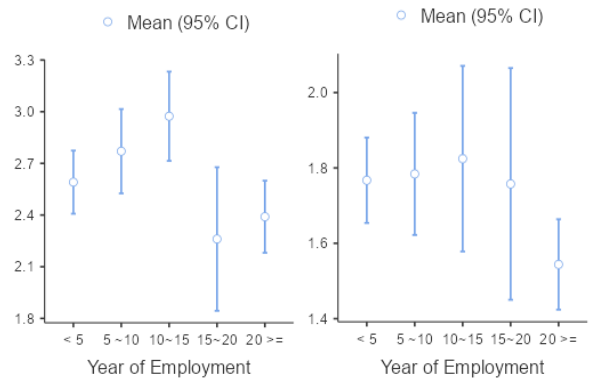 Mean (95% CI)
3.3
3.0
2.7
2.4
2.1
1.8
< 5 5 ~10 10~15 15~20 20 >=
Year of Employment
Mean (95% CI)
2.0
1.8
1.6
1.4
< 5 5 ~10 10~15 15~20 20 >=
Year of Employment